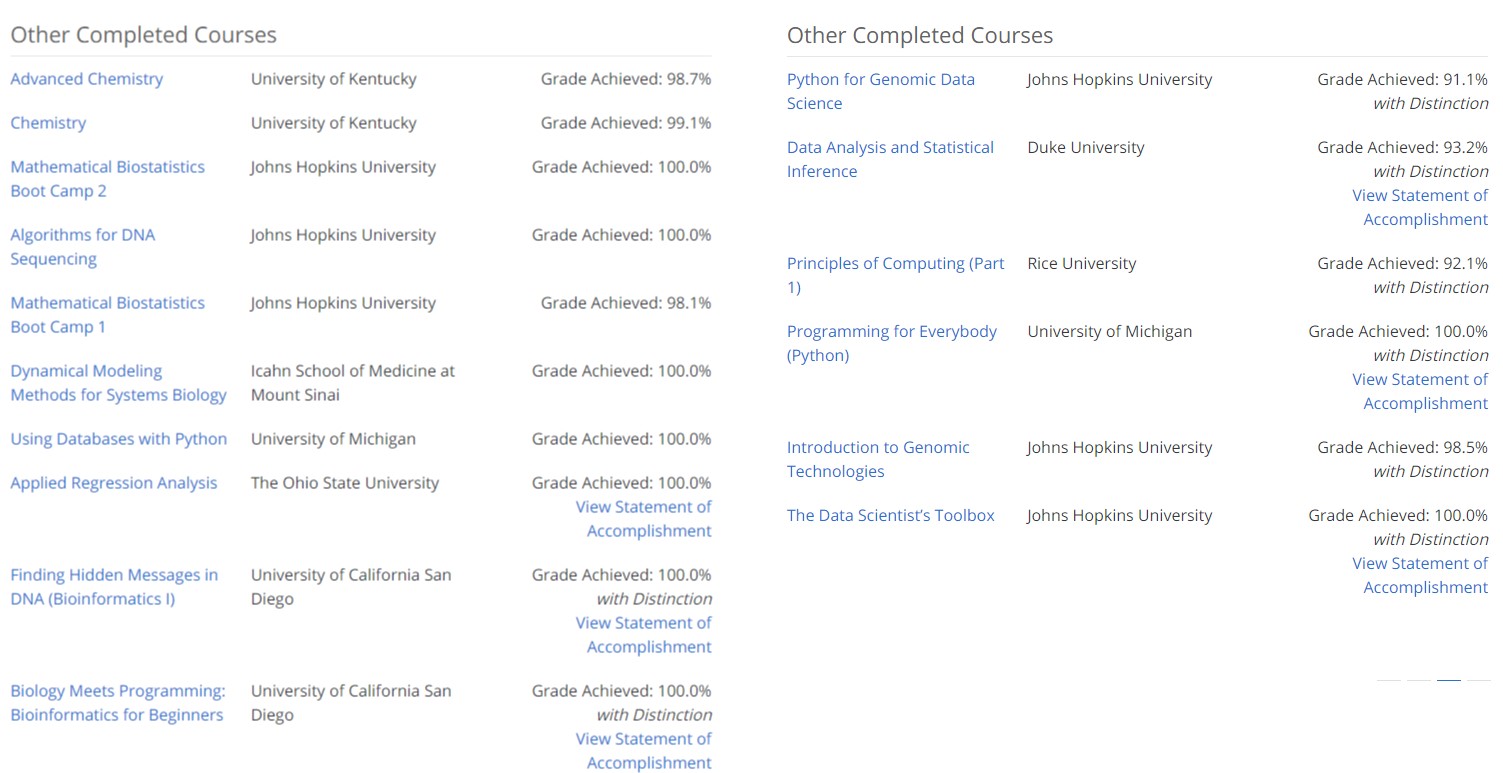 Other Completed Courses
Advanced Chemistry University of Kentucky Grade Achieved: 98.7%
Chemistry University of Kentucky Grade Achieved: 99.1%
Mathematical Biostatistics Johns Hopkins University Grade Achieved: 100.0%
Boot Camp 2
Algorithms for DNA Johns Hopkins University Grade Achieved: 100.0%
Sequencing
Mathematical Biostatistics Johns Hopkins University Grade Achieved: 98.1%
Boot Camp 1
Dynamical Modeling Icahn School of Medicine at Grade Achieved: 100.0%
Methods for Systems Biology Mount Sinai
Using Databases with Python University of Michigan Grade Achieved: 100.0%
Applied Regression Analysis The Ohio State University Grade Achieved: 100.0%
View Statement of
Accomplishment
Finding Hidden Messages in University of California San Grade Achieved: 100.0%
DNA (Bioinformatics I) Diego with Distinction
View Statement of
Accomplishment
Biology Meets Programming: University of California San Grade Achieved: 100.0%
Bioinformatics for Beginners Diego with Distinction
View Statement of
Accomplishment
Other Completed Courses
Python for Genomic Data Johns Hopkins University Grade Achieved: 91.1%
Science with Distinction
Data Analysis and Statistical Duke University Grade Achieved: 93.2%
Inference with Distinction
View Statement of
Accomplishment
Principles of Computing (Part Rice University Grade Achieved: 92.1%
1) with Distinction
Programming for Everybody University of Michigan Grade Achieved: 100.0%
(Python) with Distinction
View Statement of
Accomplishment
Introduction to Genomic Johns Hopkins University Grade Achieved: 98.5%
Technologies with Distinction
The Data Scientist’s Toolbox Johns Hopkins University Grade Achieved: 100.0%
with Distinction
View Statement of
Accomplishment